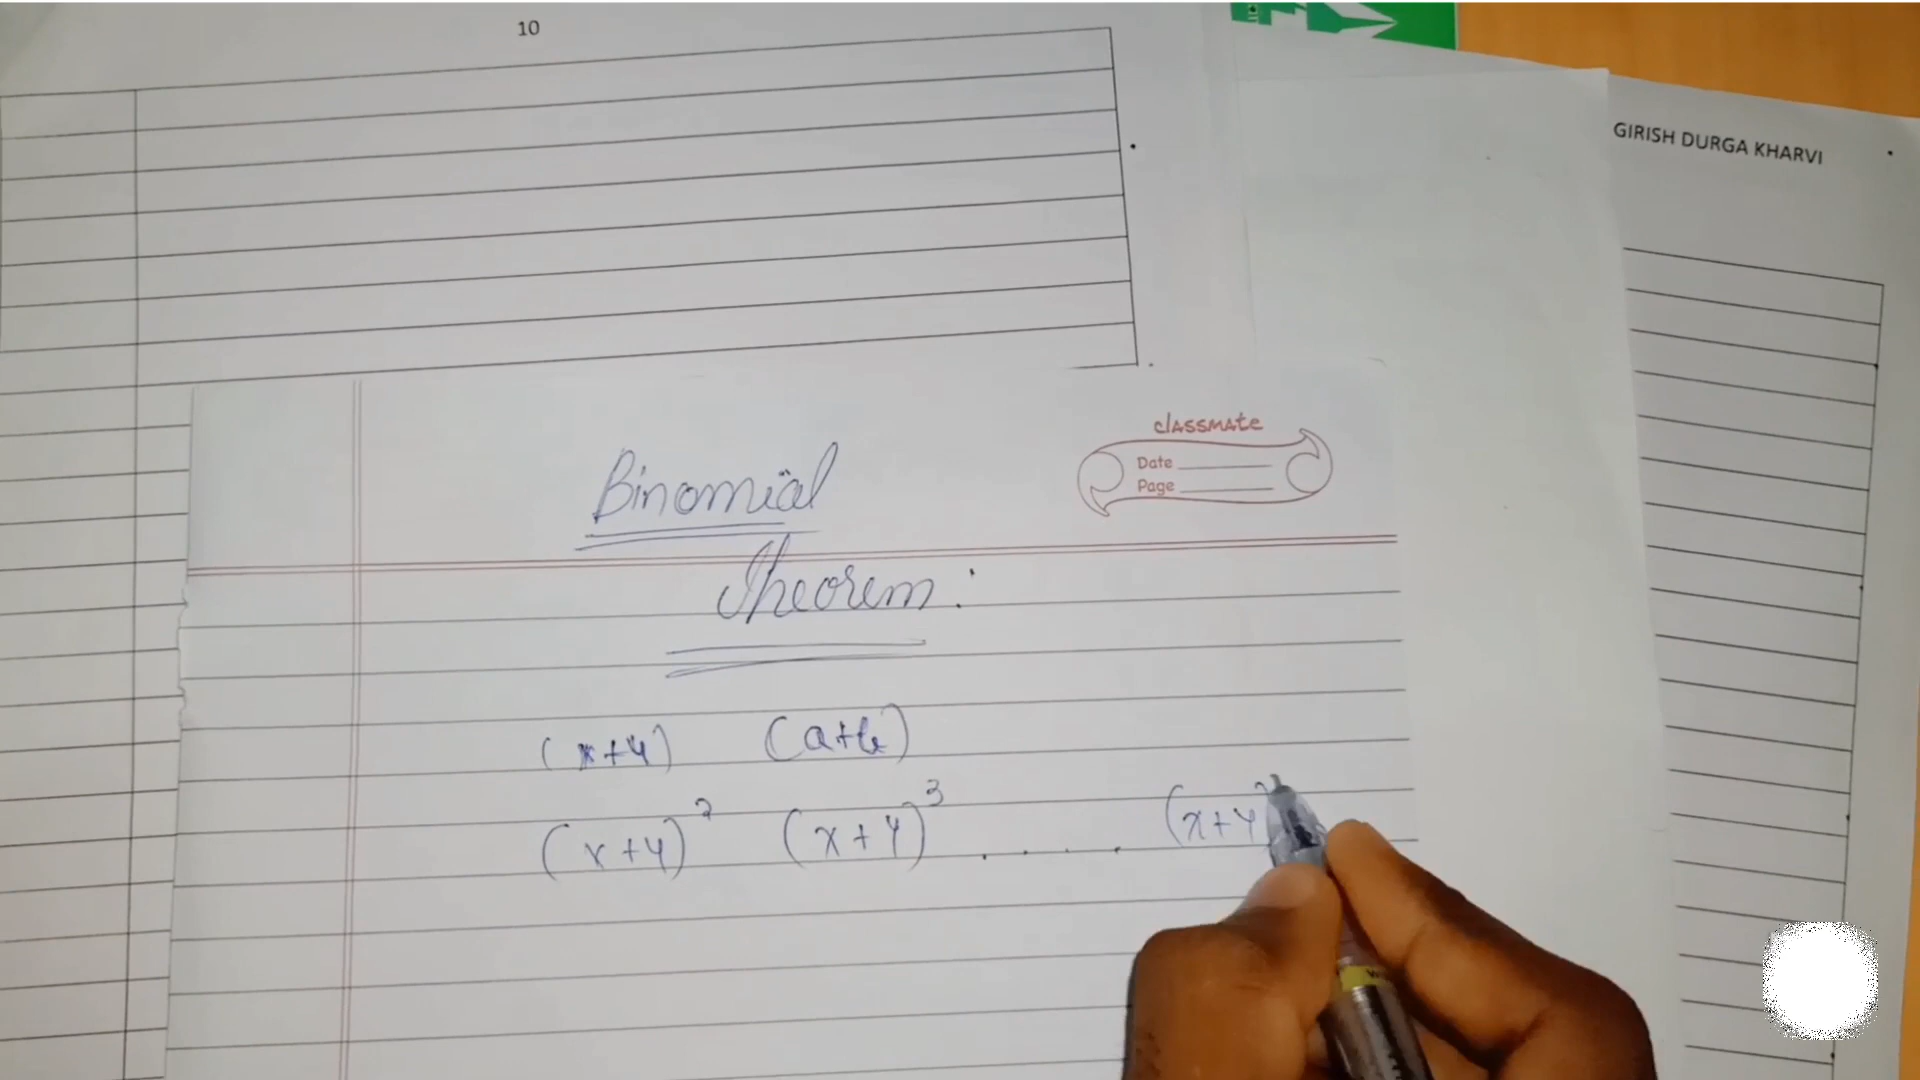 10
GIRISH DURGA KHARVI
classmate
Date
Page
Binomial
Theorem:
(x+y) (a+b)
(x+y)² (x+y)³ ..... (x+y)